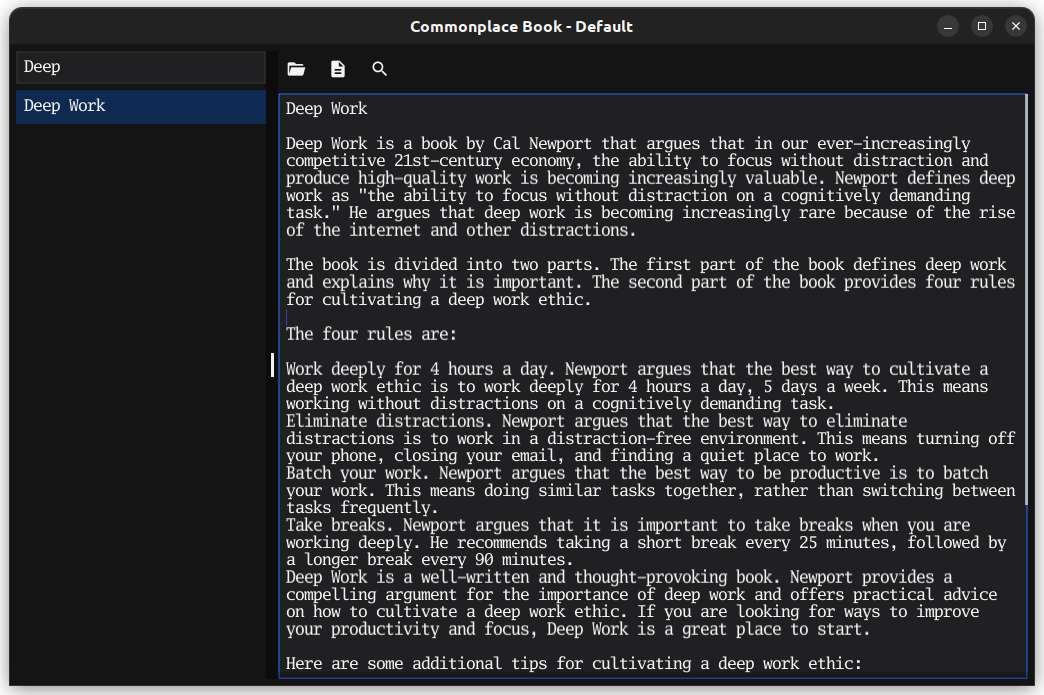 Commonplace Book - Default
Deep
Deep Work
Deep Work
Deep Work is a book by Cal Newport that argues that in our ever-increasingly
competitive 21st-century economy, the ability to focus without distraction and
produce high-quality work is becoming increasingly valuable. Newport defines deep
work as "the ability to focus without distraction on a cognitively demanding
task." He argues that deep work is becoming increasingly rare because of the rise
of the internet and other distractions.
The book is divided into two parts. The first part of the book defines deep work
and explains why it is important. The second part of the book provides four rules
for cultivating a deep work ethic.
The four rules are:
Work deeply for 4 hours a day. Newport argues that the best way to cultivate a
deep work ethic is to work deeply for 4 hours a day, 5 days a week. This means
working without distractions on a cognitively demanding task.
Eliminate distractions. Newport argues that the best way to eliminate
distractions is to work in a distraction-free environment. This means turning off
your phone, closing your email, and finding a quiet place to work.
Batch your work. Newport argues that the best way to be productive is to batch
your work. This means doing similar tasks together, rather than switching between
tasks frequently.
Take breaks. Newport argues that it is important to take breaks when you are
working deeply. He recommends taking a short break every 25 minutes, followed by
a longer break every 90 minutes.
Deep Work is a well-written and thought-provoking book. Newport provides a
compelling argument for the importance of deep work and offers practical advice
on how to cultivate a deep work ethic. If you are looking for ways to improve
your productivity and focus, Deep Work is a great place to start.
Here are some additional tips for cultivating a deep work ethic: